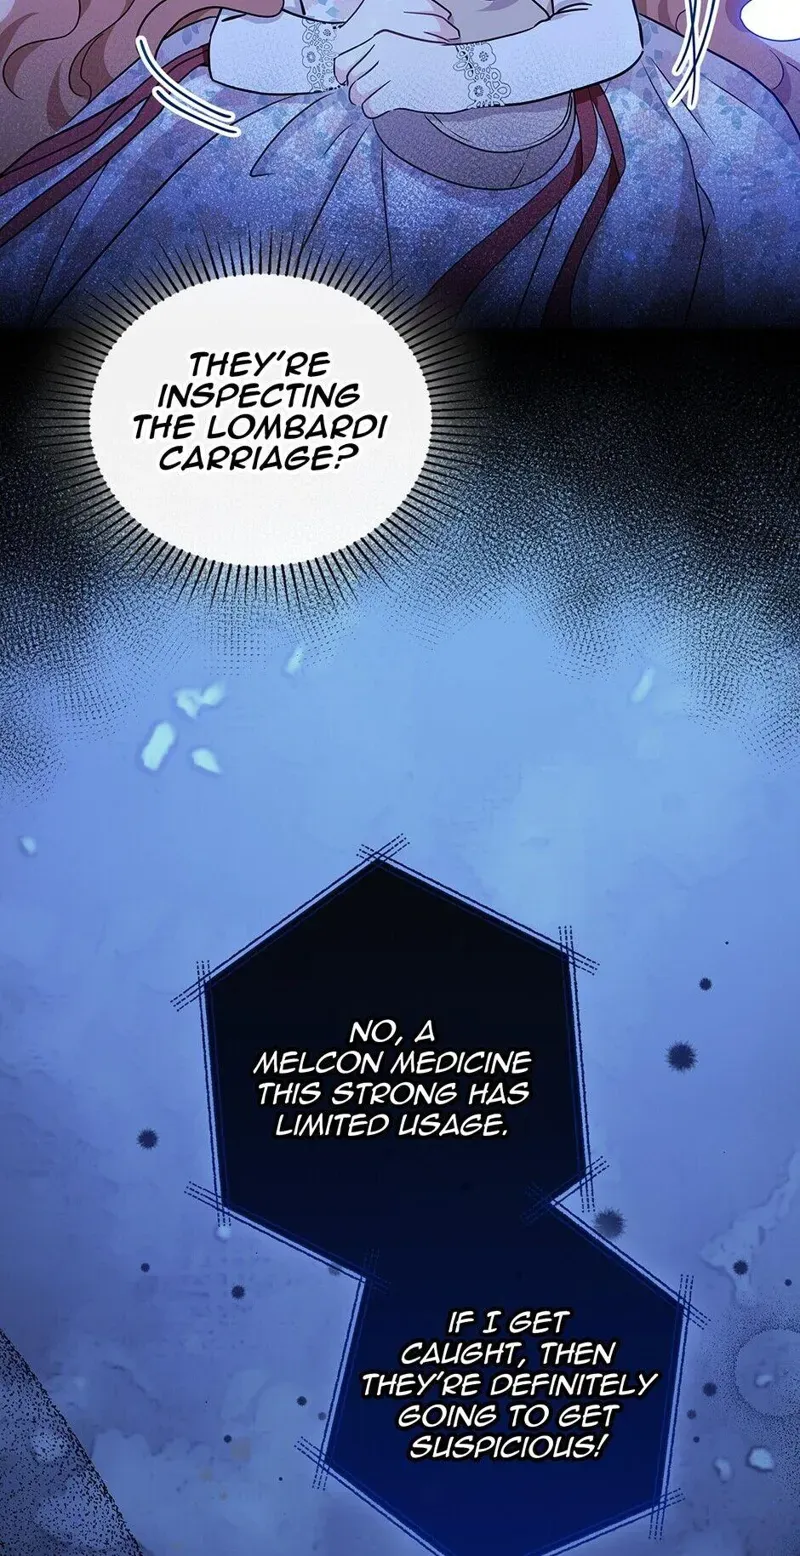 THEY'RE
INSPECTING
THE LOMBARDI
CARRIAGE?
NO, A
MELCON MEDICINE
THIS STRONG HAS
LIMITED USAGE.
IF I GET
CAUGHT, THEN
THEY'RE DEFINITELY
GOING TO GET
SUSPICIOUS!